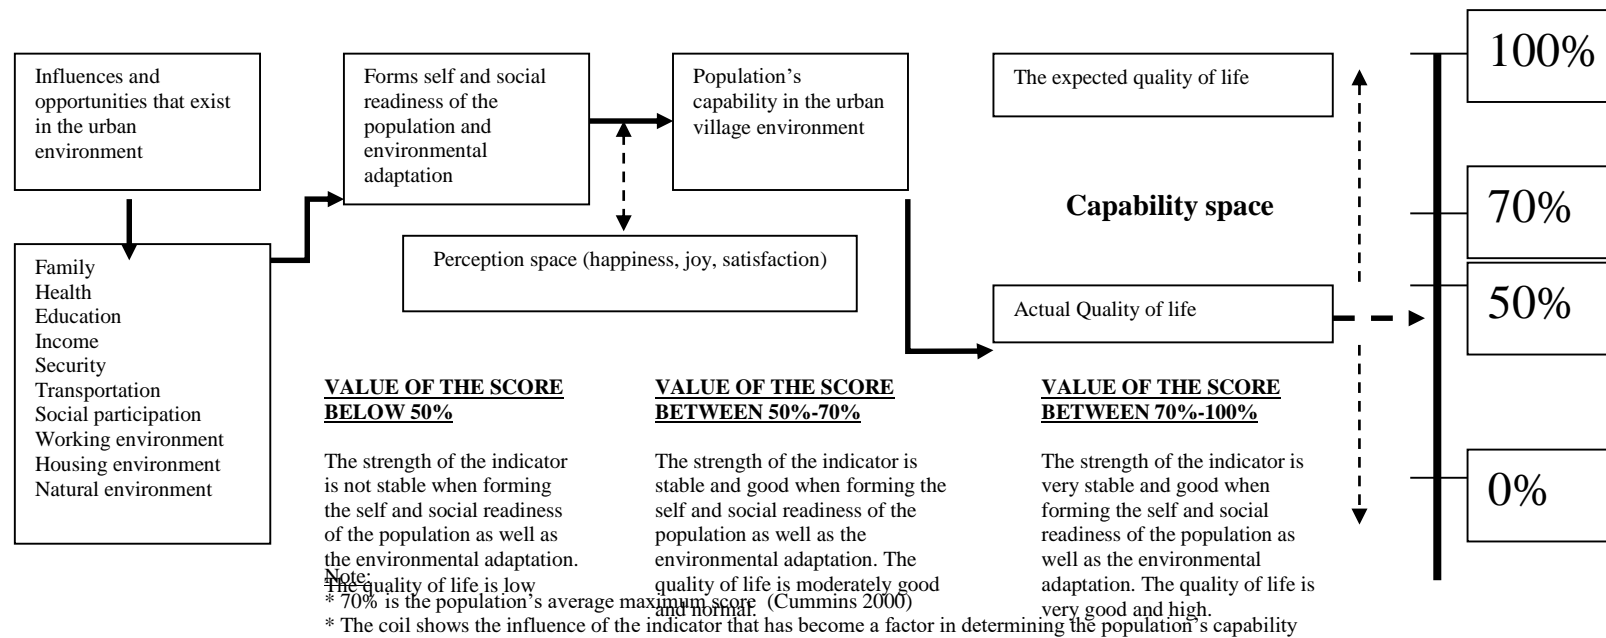 Influences and
opportunities that exist
in the urban
environment
Forms self and social
readiness of the
population and
environmental
adaptation
Population's
capability in the urban
village environment
The expected quality of life
100%
70%
50%
0%
Capability space
Perception space (happiness, joy, satisfaction)
Actual Quality of life
Family
Health
Education
Income
Security
Transportation
Social participation
Working environment
Housing environment
Natural environment
VALUE OF THE SCORE
BELOW 50%
The strength of the indicator
is not stable when forming
the self and social readiness
of the population as well as
the environmental adaptation.
The quality of life is low
VALUE OF THE SCORE
BETWEEN 50%-70%
The strength of the indicator is
stable and good when forming the
self and social readiness of the
population as well as the
environmental adaptation. The
quality of life is moderately good
and normal.
VALUE OF THE SCORE
BETWEEN 70%-100%
The strength of the indicator is
very stable and good when
forming the self and social
readiness of the population as
well as the environmental
adaptation. The quality of life is
very good and high.
Note:
* 70% is the population's average maximum score (Cummins 2000)
* The coil shows the influence of the indicator that has become a factor in determining the population's capability